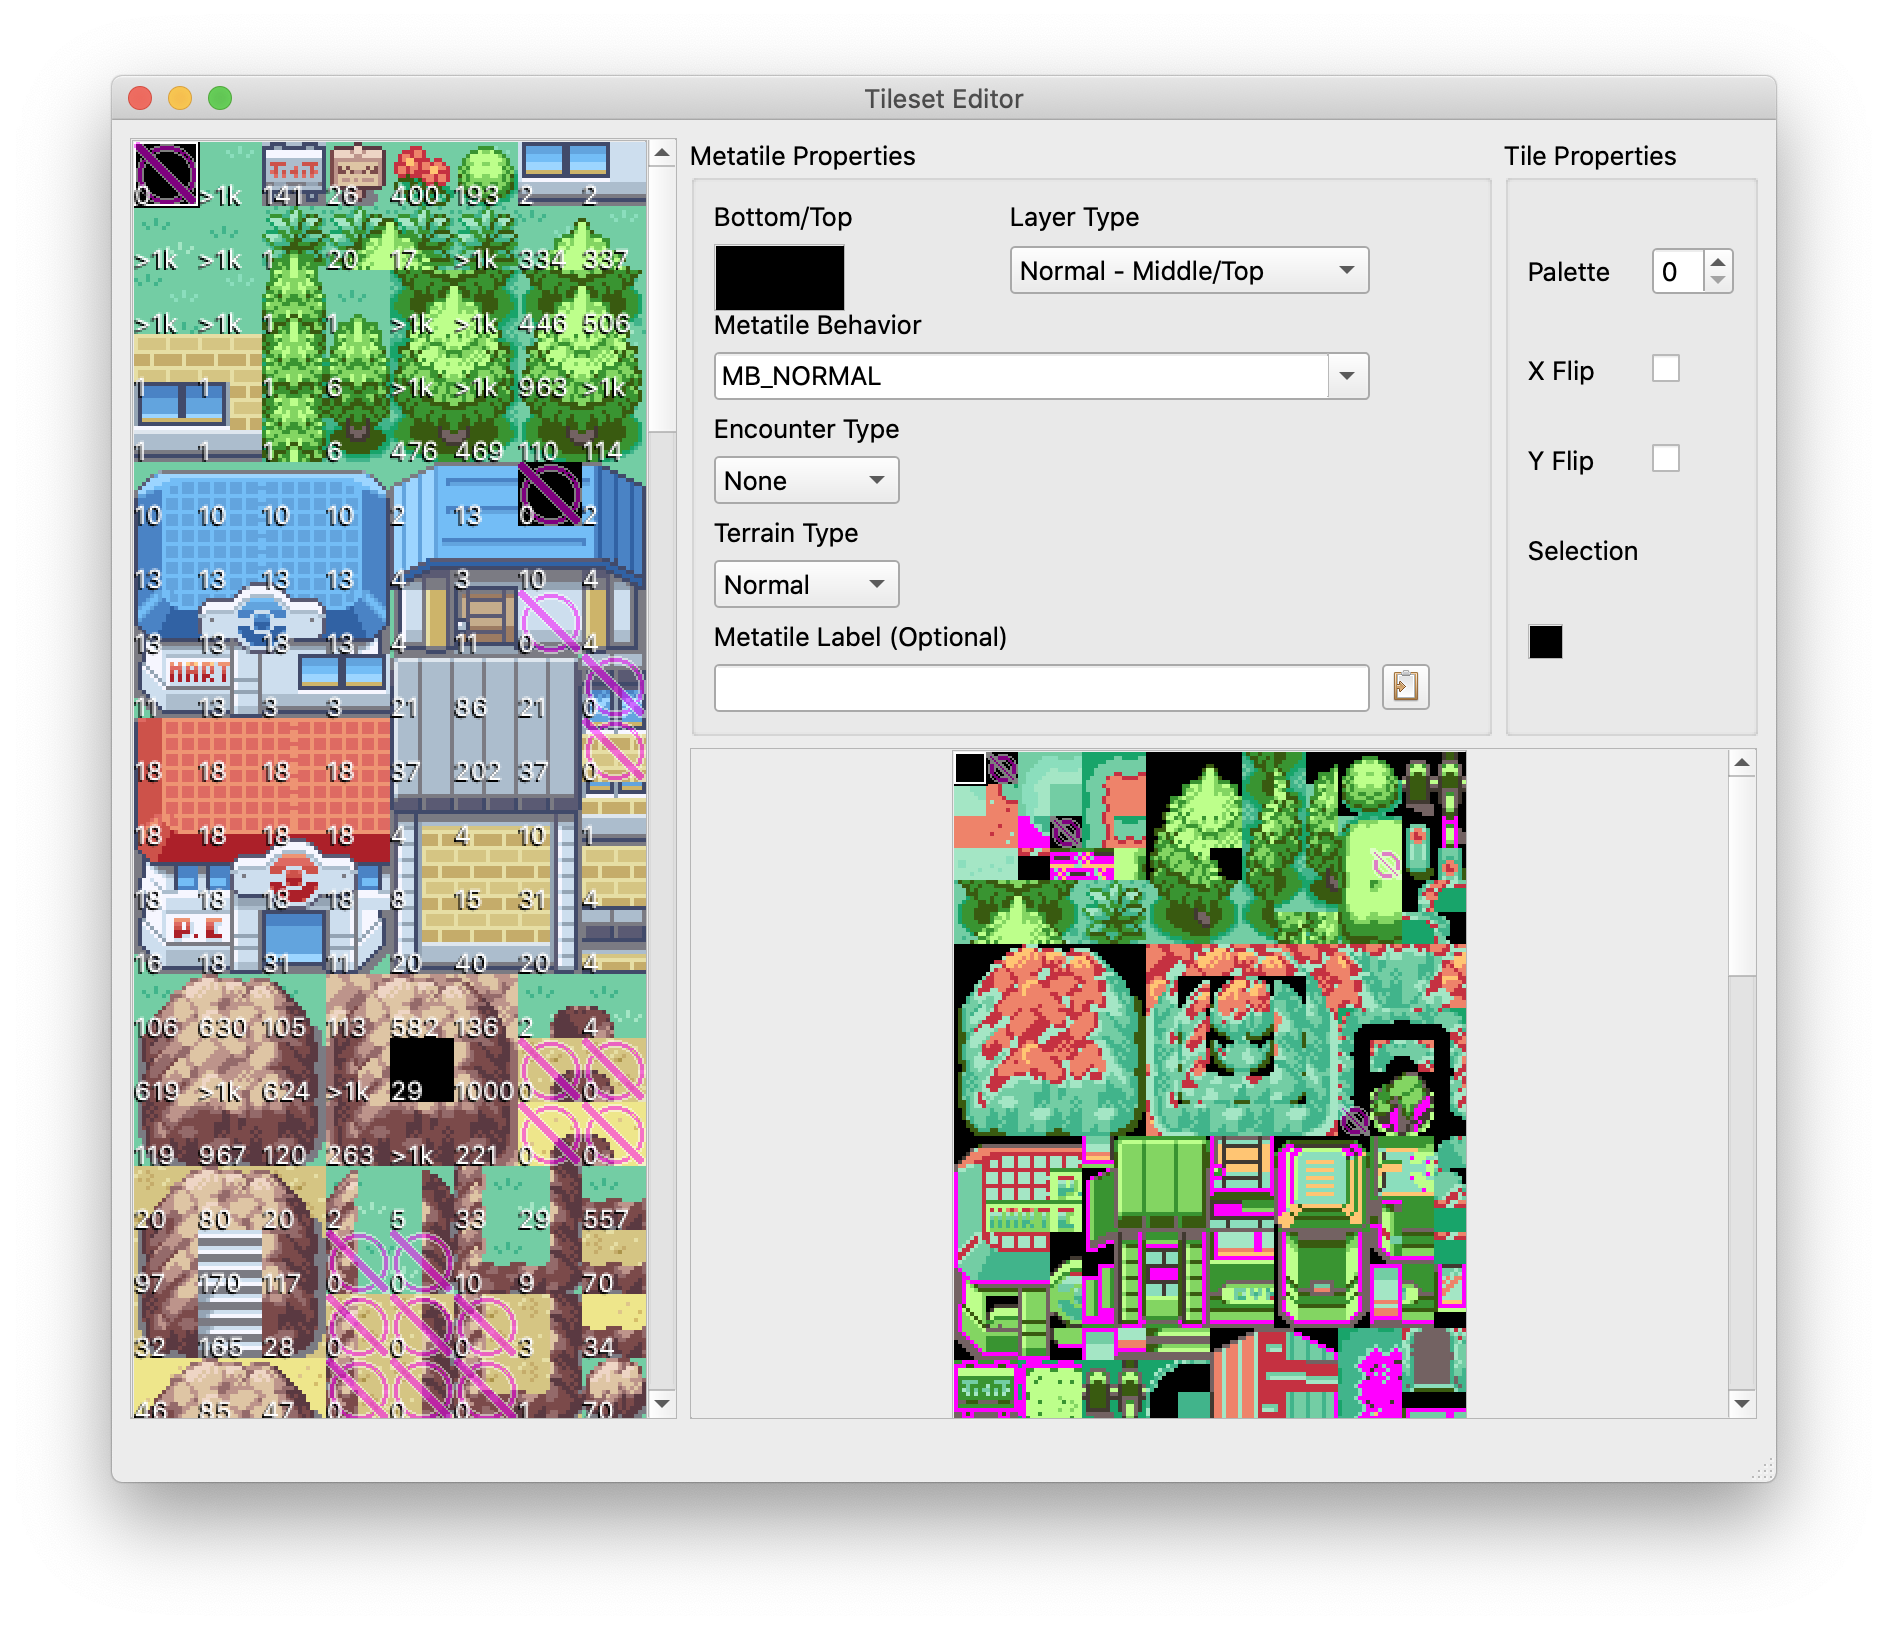 Tileset Editor
Metatile Properties
Tile Properties
Bottom/Top
Layer Type
Normal - Middle/Top
Palette
0
Metatile Behavior
MB_NORMAL
X Flip
Encounter Type
None
Y Flip
Terrain Type
Normal
Selection
Metatile Label (Optional)
0 >1k 141 26 400 193 2 2
>1k >1k 1 20 17 >1k 334 337
>1k >1k 1 1 >1k >1k 446 506
1 1 1 6 >1k >1k 963 >1k
1 1 1 6 476 469 110 114
10 10 10 10 2 13 0 2
13 13 13 13 4 3 10 4
13 13 13 13 4 11 0 4
MART
11 13 3 3 21 86 21 0
18 18 18 18 37 202 37 0
18 18 18 18 4 4 10 1
18 18 18 18 8 15 31 4
P.C
16 18 31 11 20 40 20 4
106 630 105 113 582 136 2 4
619 >1k 624 >1k 29 1000 0 0
119 967 120 263 >1k 221 0 0
20 80 20 2 5 33 29 557
97 170 117 0 0 10 9 70
32 165 28 0 0 0 3 34
46 85 47 0 0 0 1 70